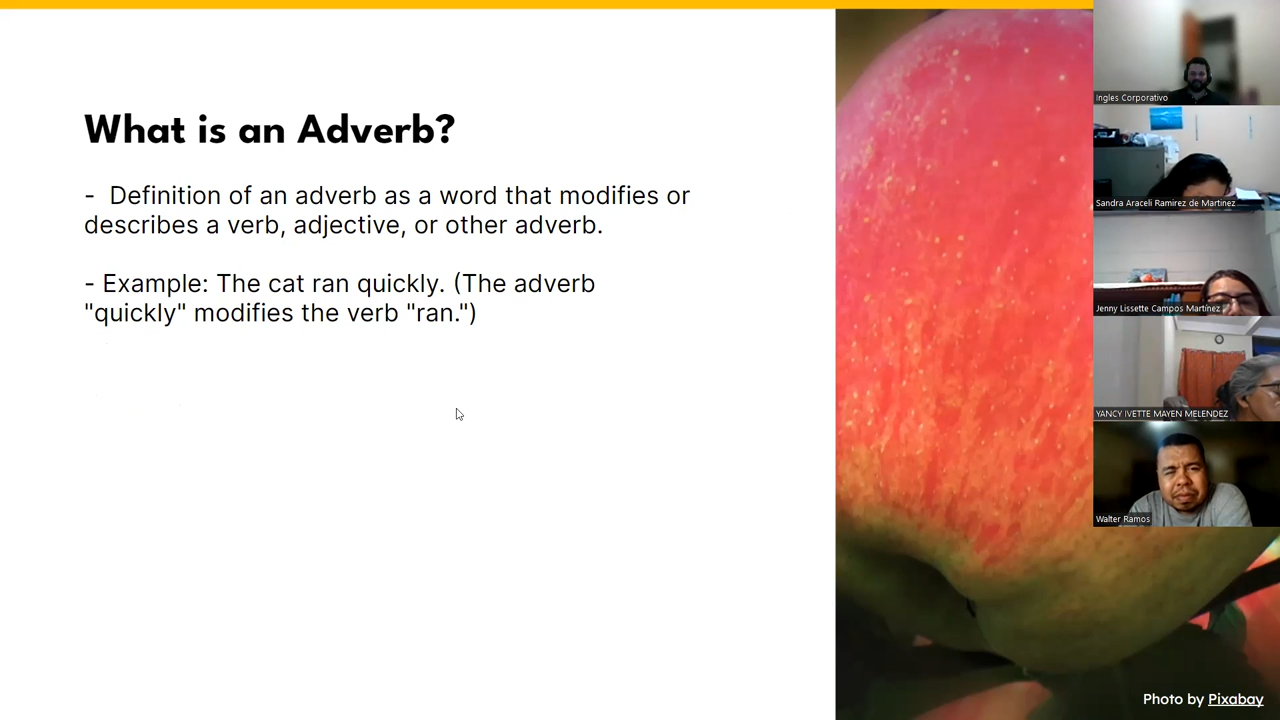 What is an Adverb?
- Definition of an adverb as a word that modifies or
describes a verb, adjective, or other adverb.
- Example: The cat ran quickly. (The adverb
"quickly" modifies the verb "ran.")
Ingles Corporativo
Sandra Araceli Ramirez de Martinez
Jenny Lissette Campos Martínez
YANCY IVETTE MAYEN MELENDEZ
Walter Ramos
Photo by Pixabay